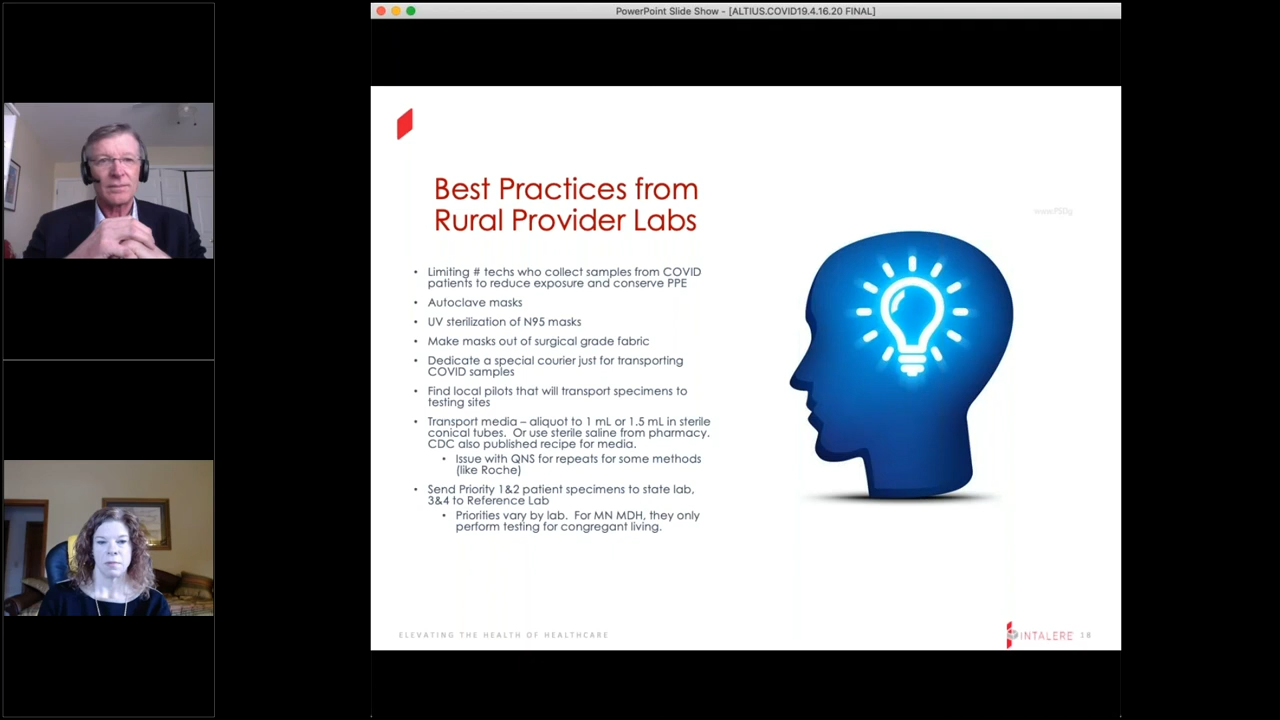 PowerPoint Slide Show - [ALTIUS.COVID19.4.16.20 FINAL]
Best Practices from
Rural Provider Labs
• Limiting # techs who collect samples from COVID
patients to reduce exposure and conserve PPE
• Autoclave masks
• UV sterilization of N95 masks
• Make masks out of surgical grade fabric
• Dedicate a special courier just for transporting
COVID samples
• Find local pilots that will transport specimens to
testing sites
• Transport media – aliquot to 1 mL or 1.5 mL in sterile
conical tubes. Or use sterile saline from pharmacy.
CDC also published recipe for media.
• Issue with QNS for repeats for some methods
(like Roche)
• Send Priority 1&2 patient specimens to state lab,
3&4 to Reference Lab
• Priorities vary by lab. For MN MDH, they only
perform testing for congregant living.
ELEVATING THE HEALTH OF HEALTHCARE
INTALERE 18